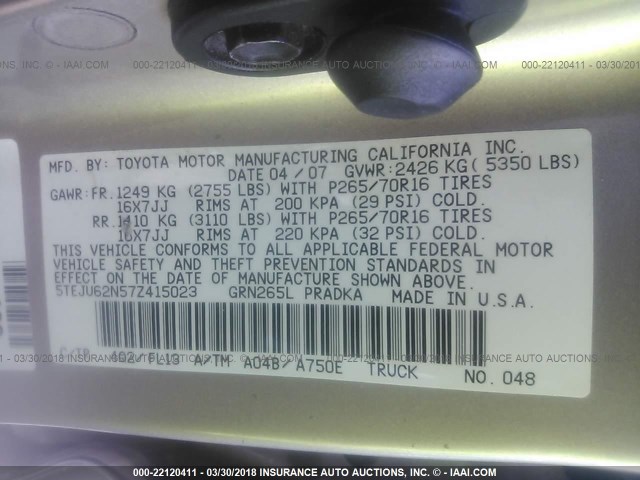 000-22120411 - 03/30/2018 INSURANCE AUTO AUCTIONS, INC. - © IAAI.COM
MFD. BY: TOYOTA MOTOR MANUFACTURING CALIFORNIA INC.
DATE 04 / 07 GVWR: 2426 KG ( 5350 LBS)
GAWR: FR. 1249 KG (2755 LBS) WITH P265/70R16 TIRES
16X7JJ RIMS AT 200 KPA (29 PSI) COLD.
RR. 1410 KG (3110 LBS) WITH P265/70R16 TIRES
16X7JJ RIMS AT 220 KPA (32 PSI) COLD.
THIS VEHICLE CONFORMS TO ALL APPLICABLE FEDERAL MOTOR
VEHICLE SAFETY AND THEFT PREVENTION STANDARDS IN
EFFECT ON THE DATE OF MANUFACTURE SHOWN ABOVE.
5TEJU62N57Z415023 GRN265L PRADKA MADE IN U.S.A.
C/TR 4Q2/FL13 A/TM A04B/A750E TRUCK NO. 048
000-22120411 - 03/30/2018 INSURANCE AUTO AUCTIONS, INC. - © IAAI.COM